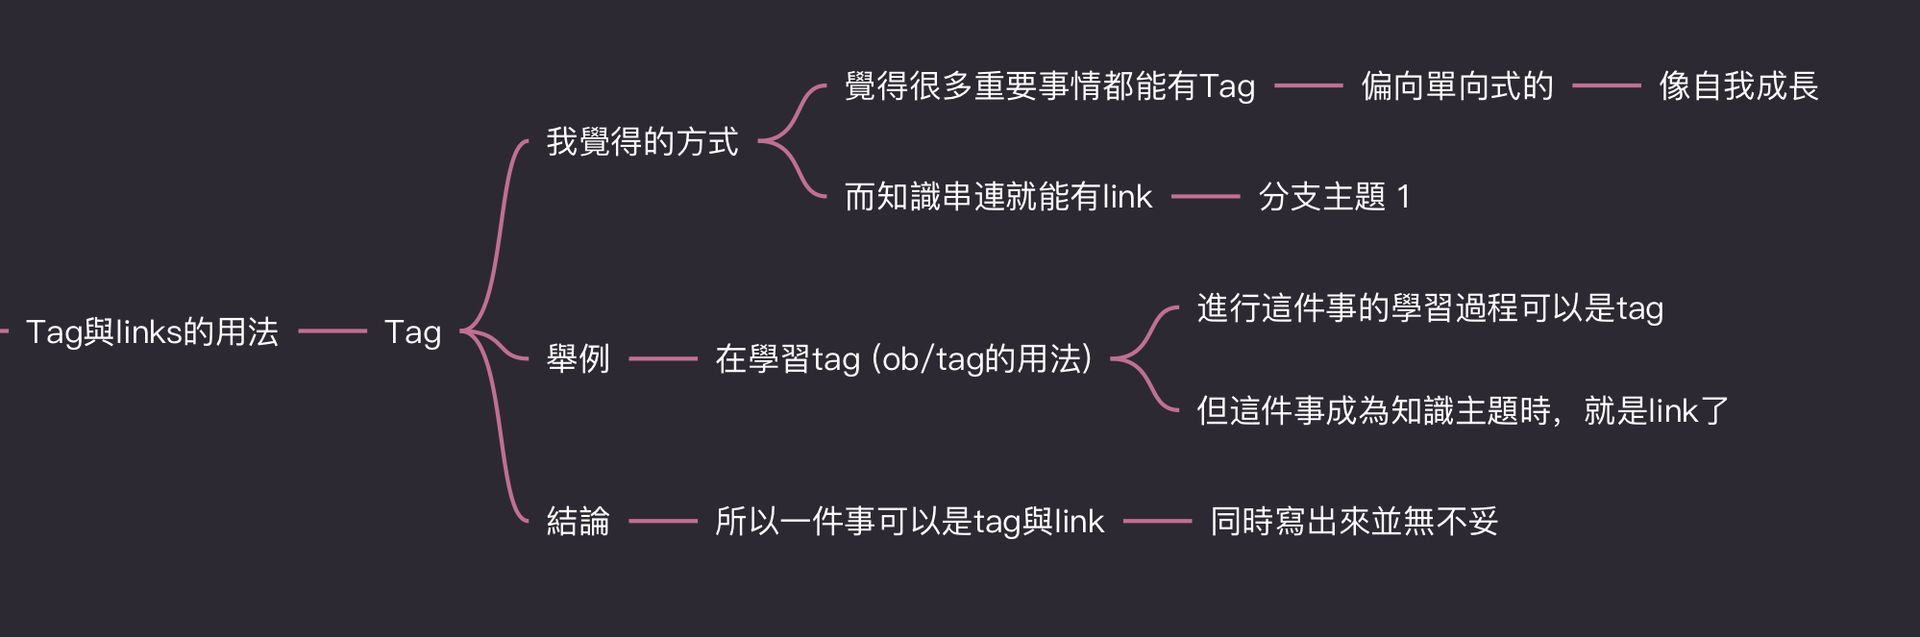 Tag與links的用法
Tag
我覺得的方式
覺得很多重要事情都能有Tag
偏向單向式的
像自我成長
而知識串連就能有link
分支主題 1
舉例
在學習tag (ob/tag的用法)
進行這件事的學習過程可以是tag
但這件事成為知識主題時，就是link了
結論
所以一件事可以是tag與link
同時寫出來並無不妥